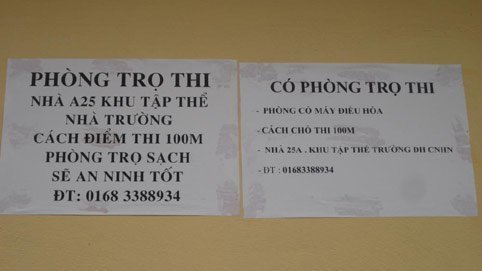 PHÒNG TRỌ THI
NHÀ A25 KHU TẬP THỂ
NHÀ TRƯỜNG
CÁCH ĐIỂM THI 100M
PHÒNG TRỌ SẠCH
SẼ AN NINH TỐT
ĐT: 0168 3388934
CÓ PHÒNG TRỌ THI
- PHÒNG CÓ MÁY ĐIỀU HÒA
- CÁCH CHỖ THI 100M
- NHÀ 25A . KHU TẬP THỂ TRƯỜNG DH CNHN
- ĐT : 01683388934